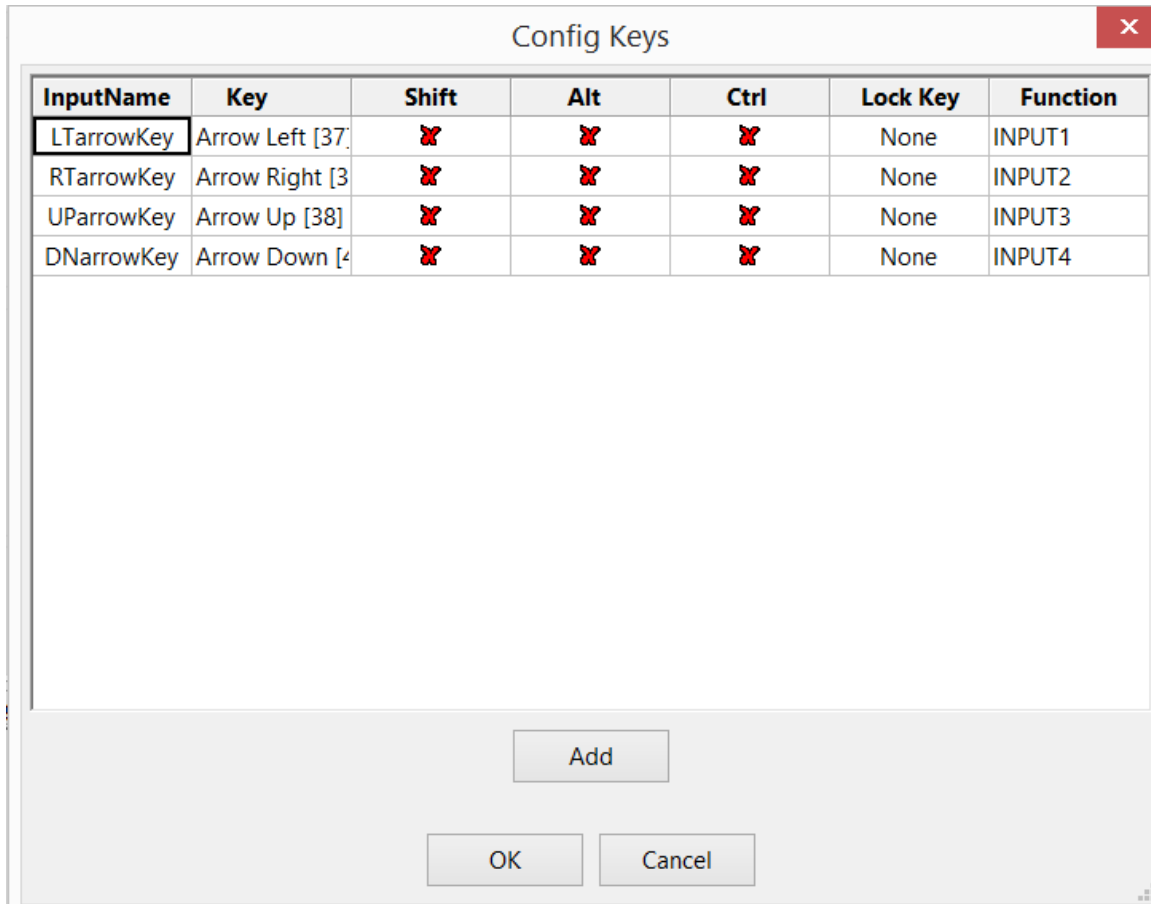 Config Keys
InputName Key Shift Alt Ctrl Lock Key Function
LTarrowKey Arrow Left [37] None INPUT1
RTarrowKey Arrow Right [3 None INPUT2
UParrowKey Arrow Up [38] None INPUT3
DNarrowKey Arrow Down [4 None INPUT4
Add
OK Cancel